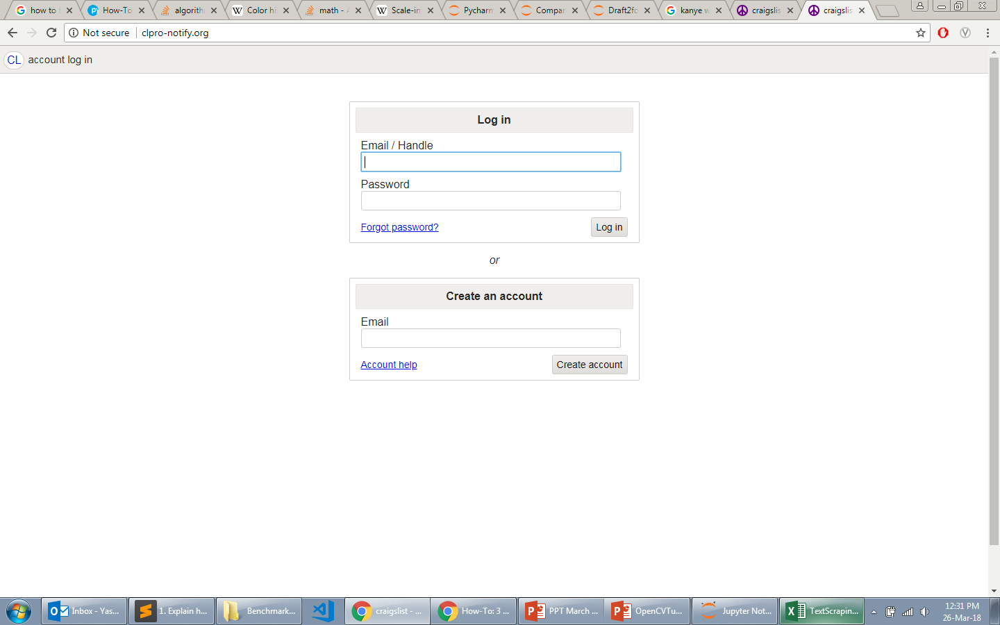 how to
How-To
algorith
Color hi
math - A
Scale-in
Pycharm
Compar
Draft2fo
kanye w
craigslis
craigslis
Not secure
clpro-notify.org
CL account log in
Log in
Email / Handle
Password
Forgot password?
Log in
or
Create an account
Email
Account help
Create account
Inbox - Yas...
1. Explain h...
Benchmark...
craigslist - ...
How-To: 3 ...
PPT March ...
OpenCVTu...
Jupyter Not...
TextScrapin...
12:31 PM
26-Mar-18